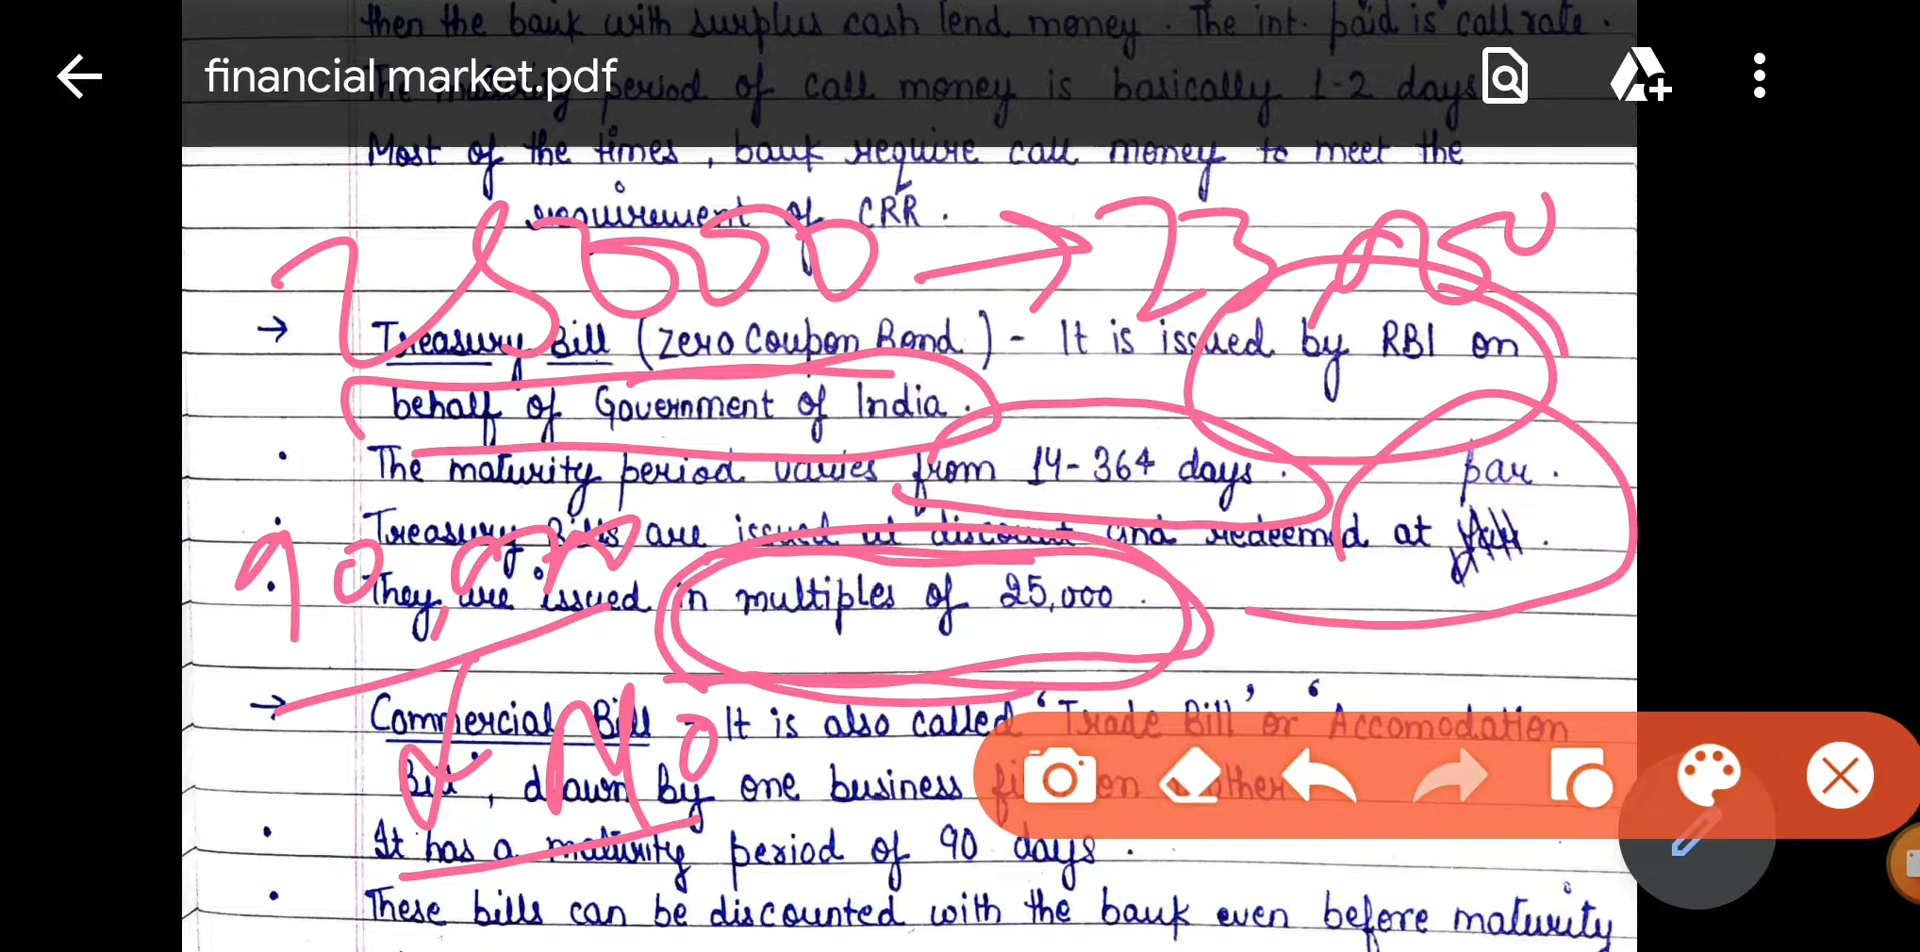 then the bank with surplus cash lend money. The int. paid is call rate.
financial market.pdf
period of call money is basically 1-2 days
Most of the times, bank require call money to meet the
requirement of CRR.
25000 → 23,050
→ Treasury Bill (Zero Coupon Bond) - It is issued by RBI on
behalf of Government of India.
. The maturity period varies from 14-364 days.
par.
. Treasury Bills are issued at discount and redeemed at
90,000
. They are issued in multiples of 25,000.
→ Commercial Bill - It is also called 'Trade Bill' or 'Accomodation
No
Bill', drawn by one business
. It has a maturity period of 90 days.
. These bills can be discounted with the bank even before maturity